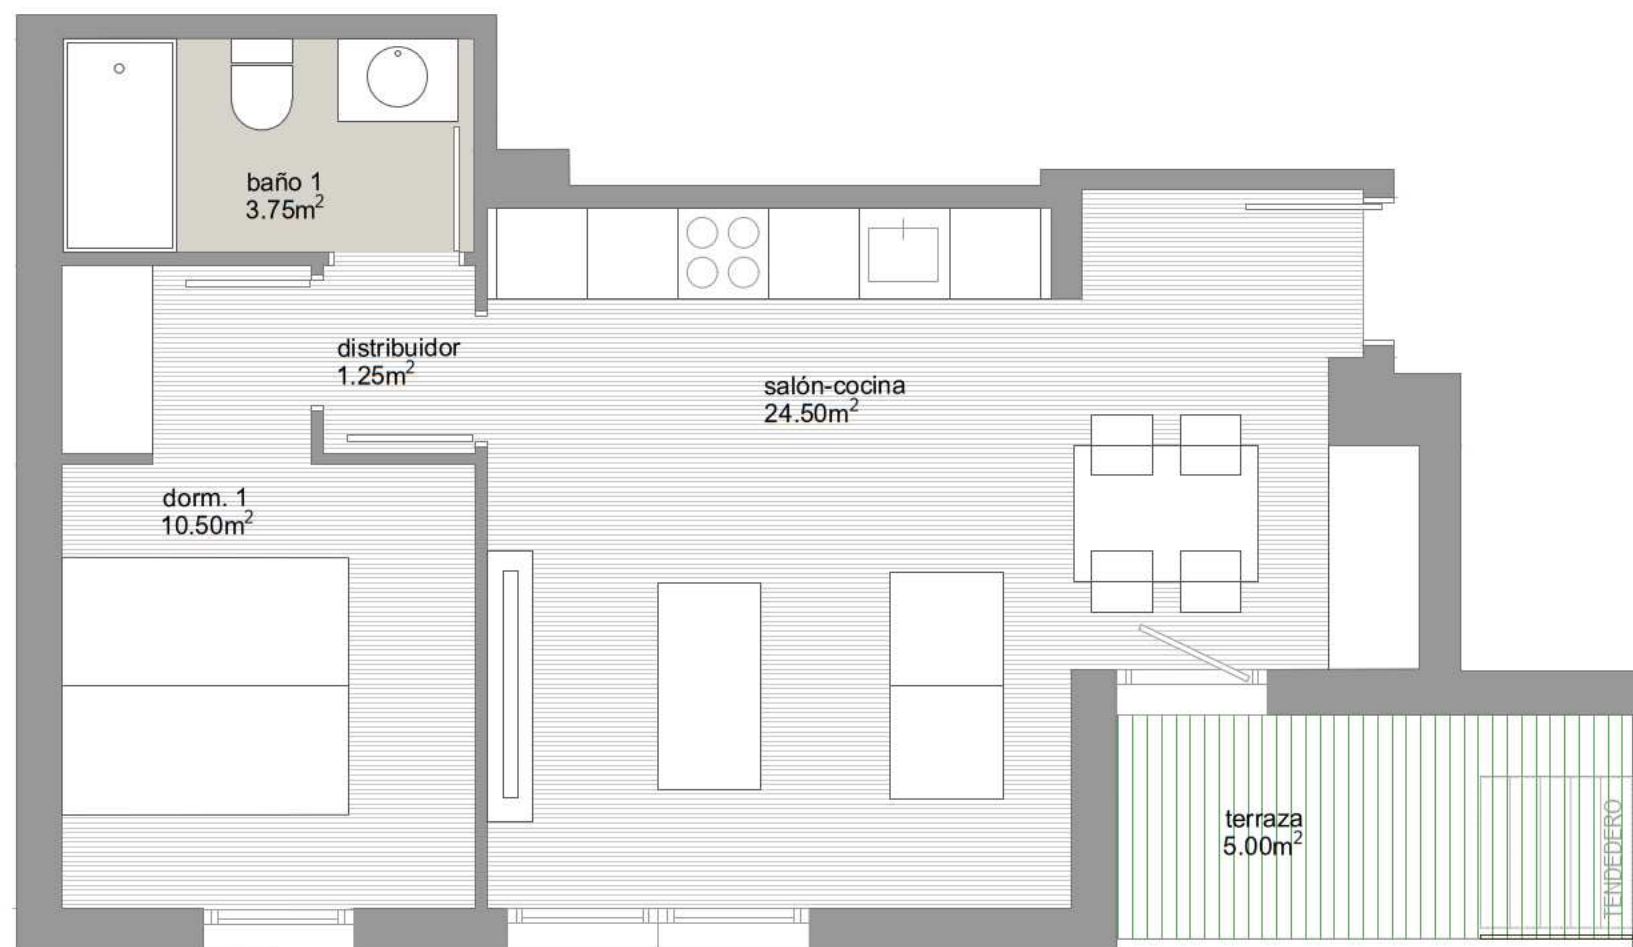 baño 1
3.75m²
distribuidor
1.25m²
salón-cocina
24.50m²
dorm. 1
10.50m²
terraza
5.00m²
TENDEDERO